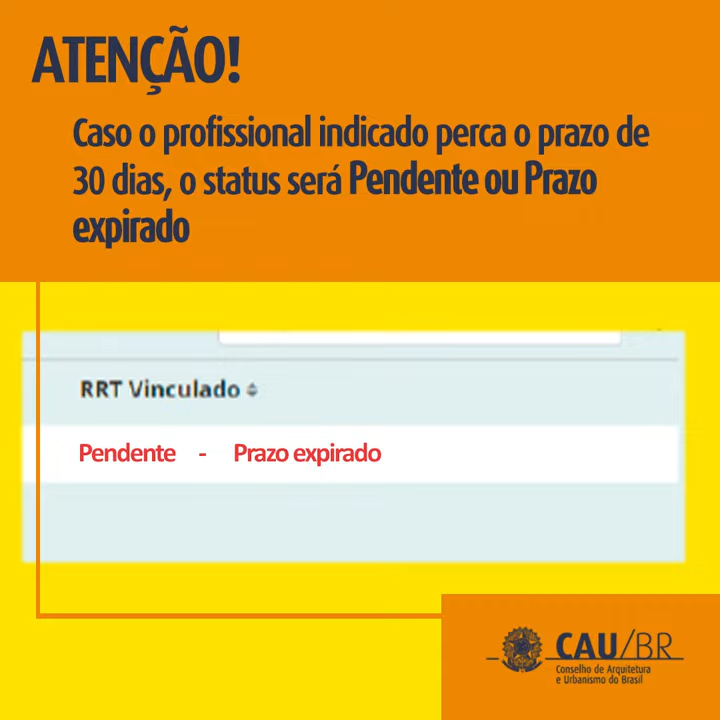 ATENÇÃO!
Caso o profissional indicado perca o prazo de
30 dias, o status será Pendente ou Prazo
expirado
RRT Vinculado
Pendente - Prazo expirado
CAU/BR
Conselho de Arquitetura
e Urbanismo do Brasil